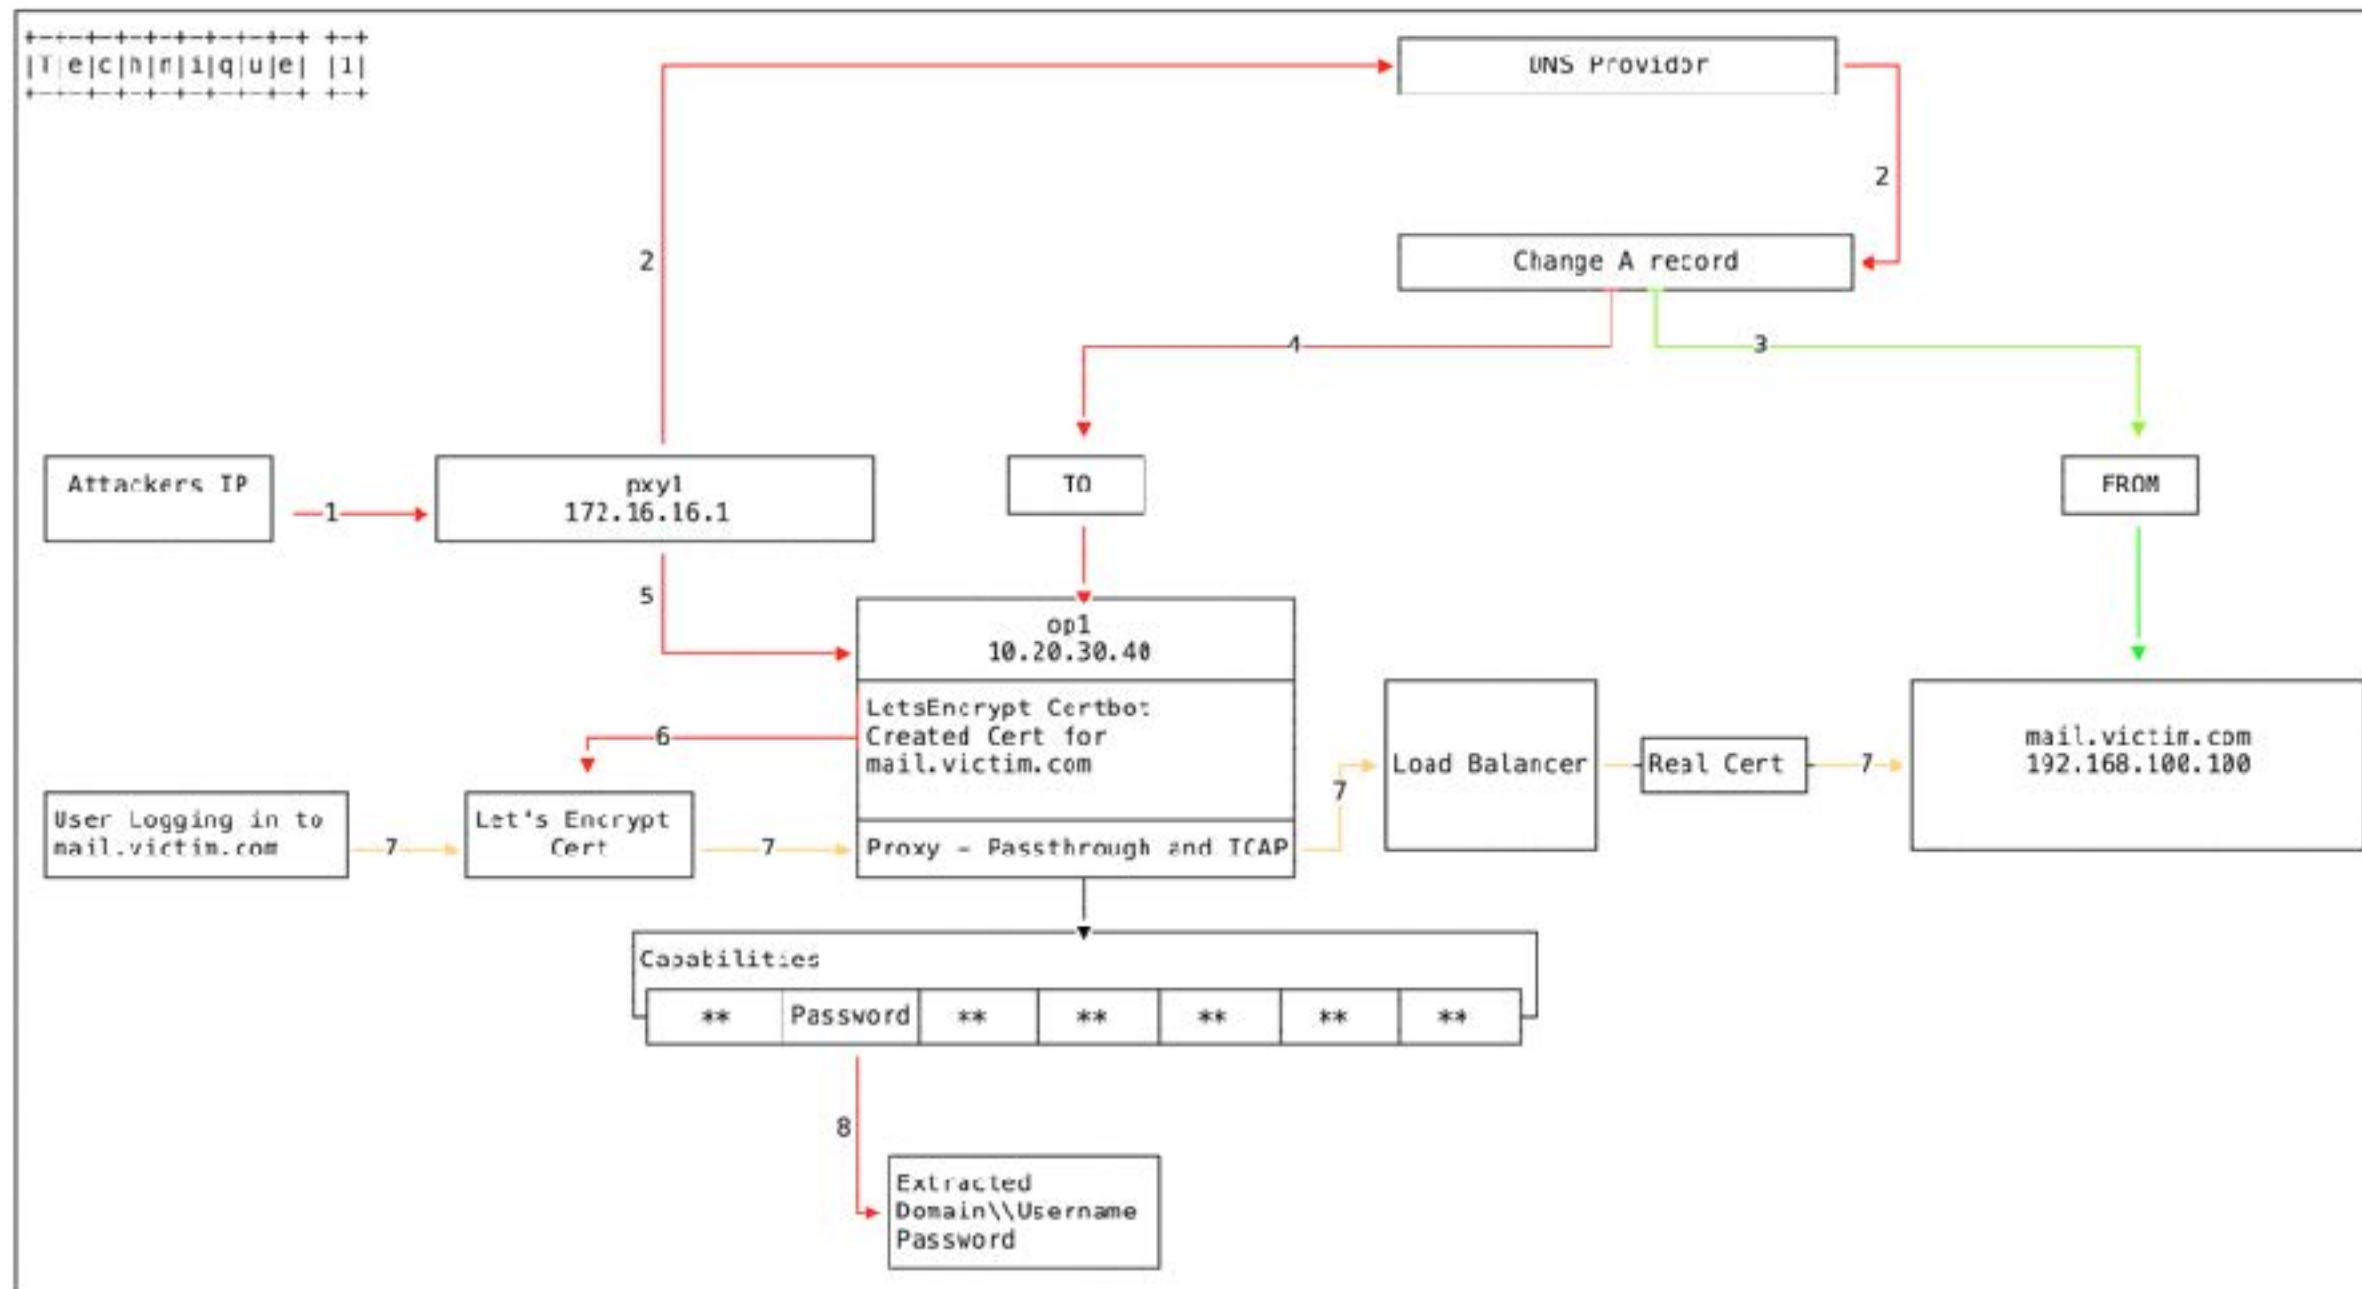 +-+-+-+-+-+-+-+-+-+ +-+
|T|e|c|h|n|i|q|u|e| |1|
+-+-+-+-+-+-+-+-+-+ +-+
DNS Providor
2
2
Change A record
4
3
Attackers IP
1
pxy1
172.16.16.1
TO
FROM
5
op1
10.20.30.40
LetsEncrypt Certbot
Created Cert for
mail.victim.com
6
Load Balancer
Real Cert
7
mail.victim.com
192.168.100.100
7
User Logging in to
mail.victim.com
7
Let's Encrypt
Cert
7
Proxy - Passthrough and ICAP
Capabilities
** Password ** ** ** ** **
8
Extracted
Domain\\Username
Password